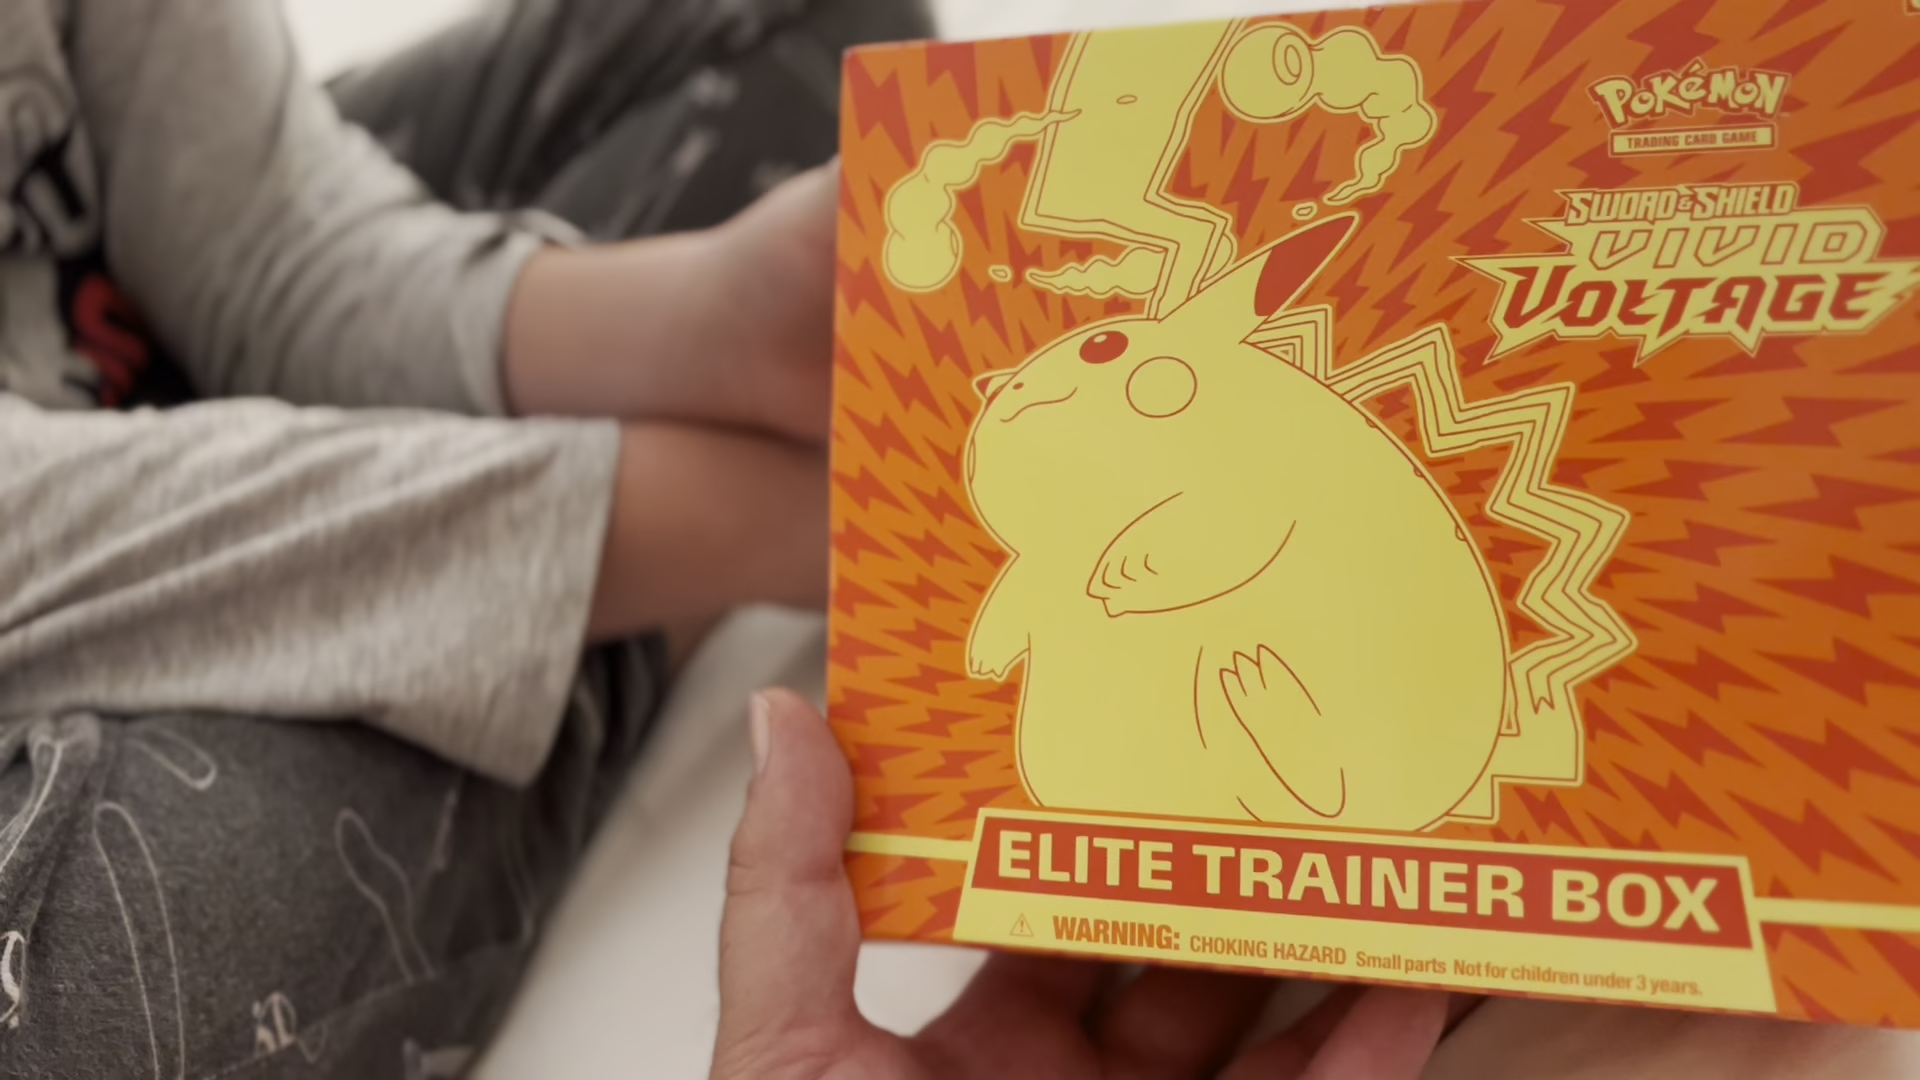 POKéMON
TRADING CARD GAME
SWORD & SHIELD
VIVID
VOLTAGE
ELITE TRAINER BOX
⚠ WARNING: CHOKING HAZARD Small parts Not for children under 3 years.